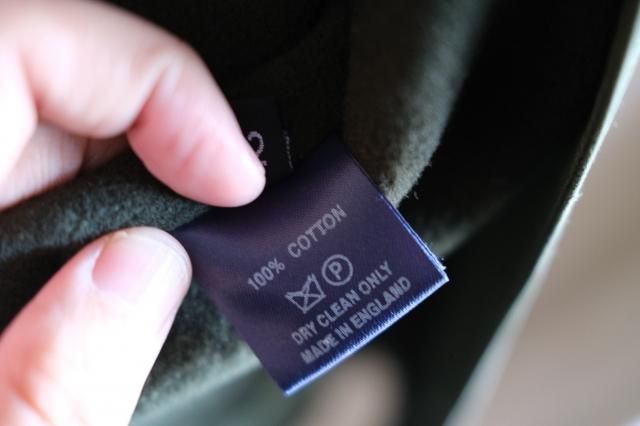 100% COTTON
P
DRY CLEAN ONLY
MADE IN ENGLAND